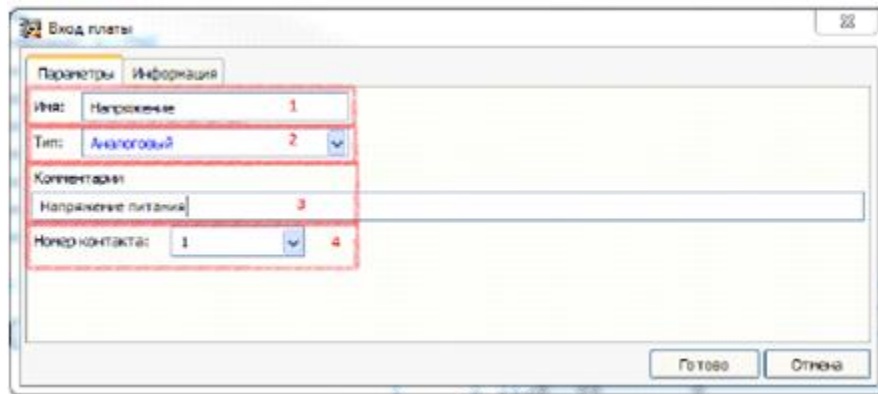 Вход платы
Параметры Информация
Имя: Напряжение 1
Тип: Аналоговый 2
Комментарии
Напряжение питания 3
Номер контакта: 1 4
Готово Отмена